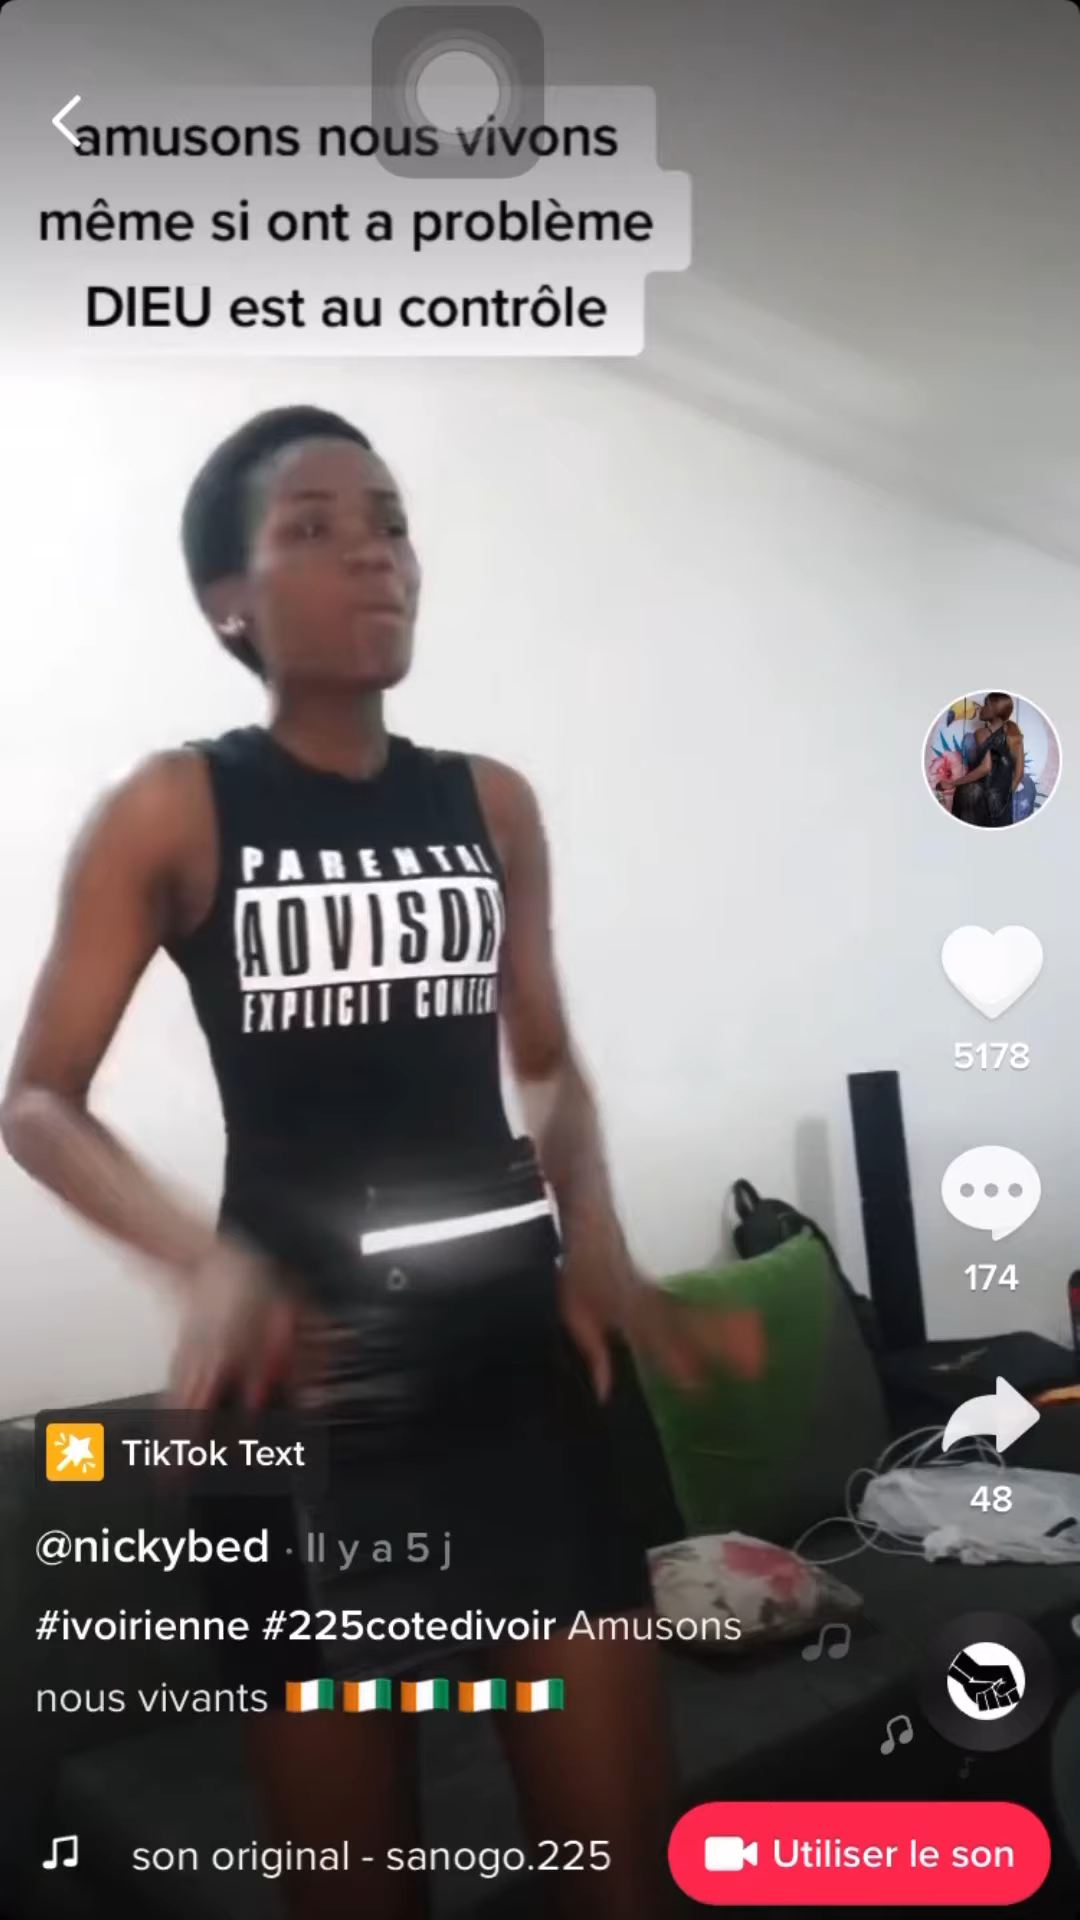 amusons nous vivons
même si ont a problème
DIEU est au contrôle
PARENTAL
ADVISORY
EXPLICIT CONTENT
5178
174
48
TikTok Text
@nickybed · Il y a 5 j
#ivoirienne #225cotedivoir Amusons
nous vivants 🇨🇮🇨🇮🇨🇮🇨🇮🇨🇮
son original - sanogo.225
Utiliser le son